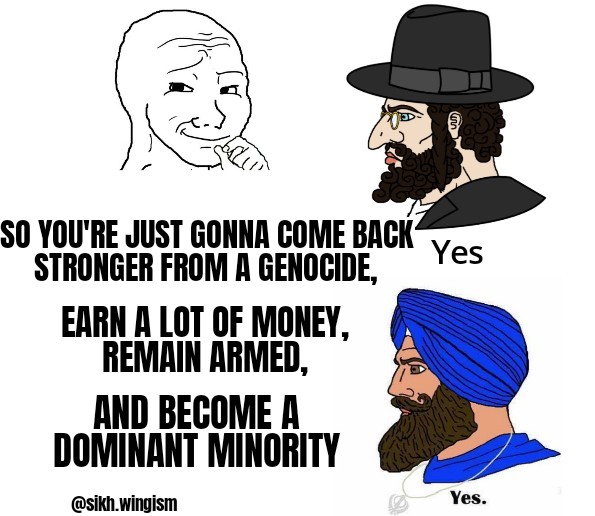 SO YOU'RE JUST GONNA COME BACK
STRONGER FROM A GENOCIDE,
Yes
EARN A LOT OF MONEY,
REMAIN ARMED,
AND BECOME A
DOMINANT MINORITY
@sikh.wingism
Yes.